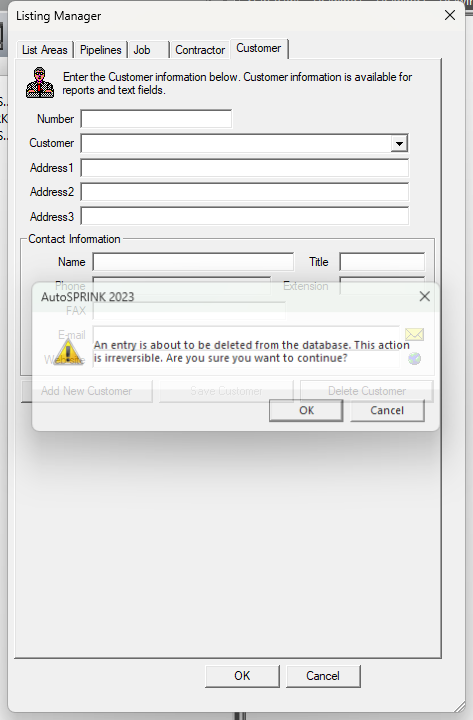 Listing Manager
List Areas Pipelines Job Contractor Customer
Enter the Customer information below. Customer information is available for
reports and text fields.
Number
Customer
Address1
Address2
Address3
Contact Information
Name Title
Phone Extension
AutoSPRINK 2023
FAX
E-mail
An entry is about to be deleted from the database. This action
is irreversible. Are you sure you want to continue?
Add New Customer Save Customer Delete Customer
OK Cancel
OK Cancel